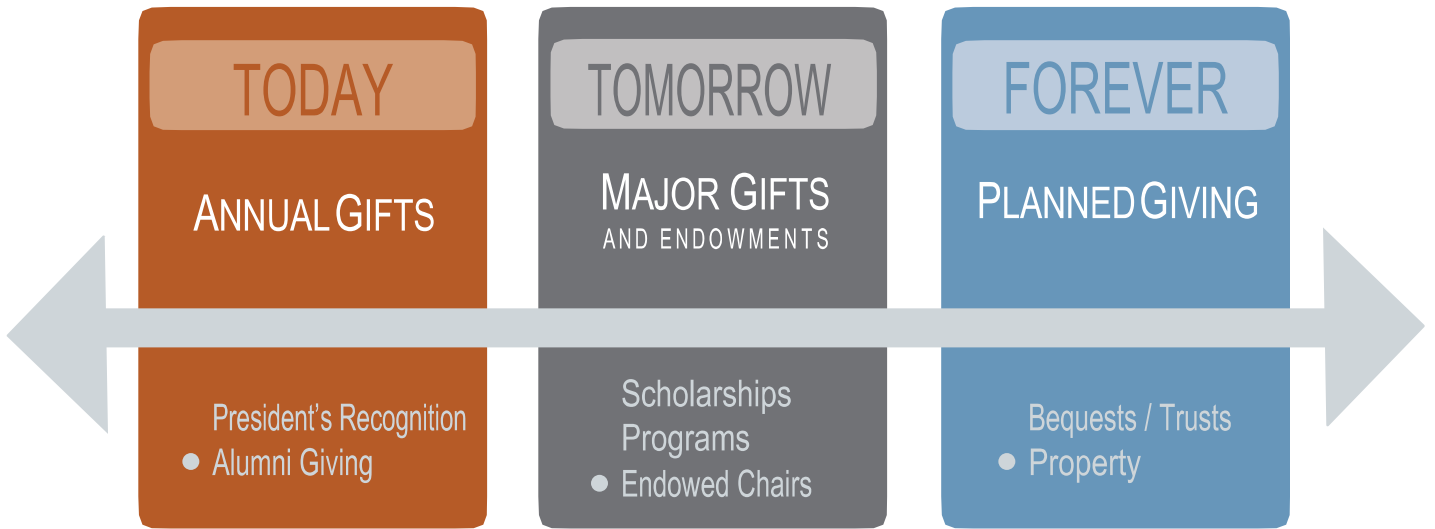 TODAY
ANNUAL GIFTS
President's Recognition
• Alumni Giving
TOMORROW
MAJOR GIFTS
AND ENDOWMENTS
Scholarships
Programs
• Endowed Chairs
FOREVER
PLANNED GIVING
Bequests / Trusts
• Property